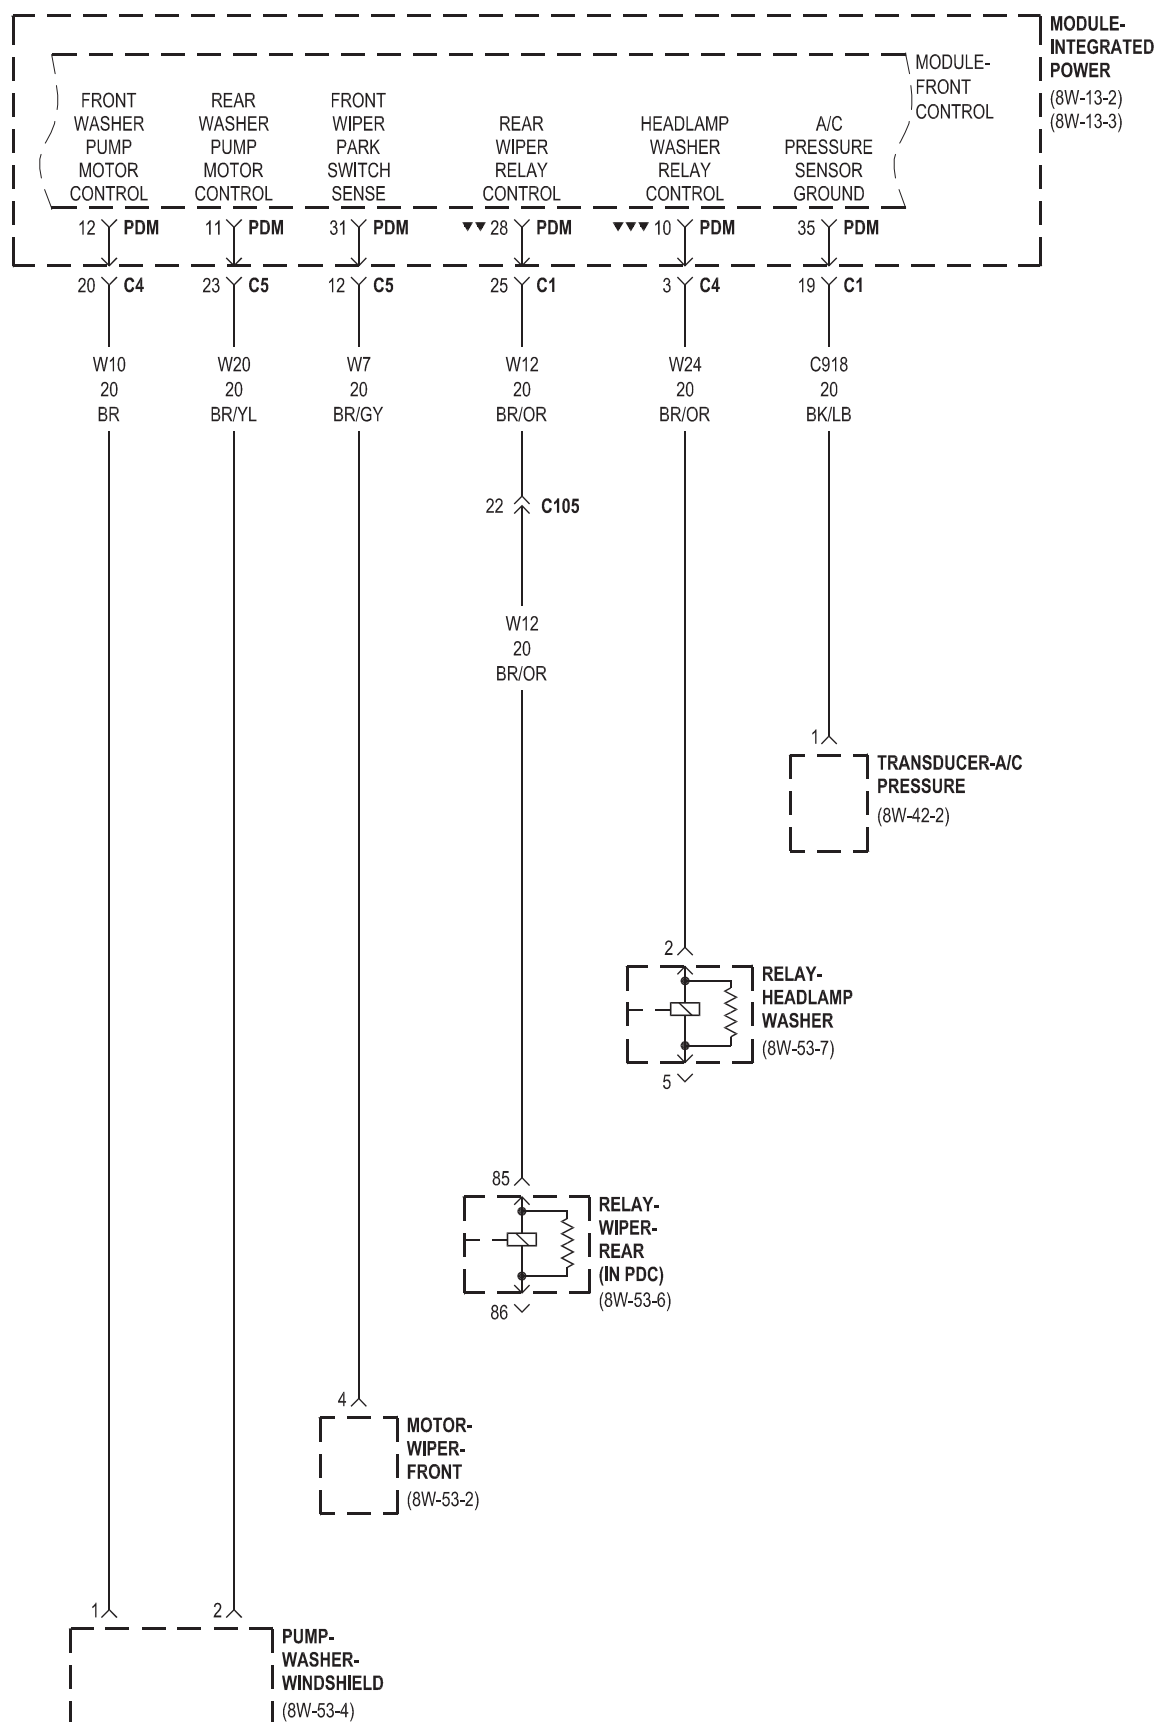 MODULE-
INTEGRATED
POWER
(8W-13-2)
(8W-13-3)
MODULE-
FRONT
CONTROL
FRONT
WASHER
PUMP
MOTOR
CONTROL
REAR
WASHER
PUMP
MOTOR
CONTROL
FRONT
WIPER
PARK
SWITCH
SENSE
REAR
WIPER
RELAY
CONTROL
HEADLAMP
WASHER
RELAY
CONTROL
A/C
PRESSURE
SENSOR
GROUND
12 PDM
11 PDM
31 PDM
▼▼ 28 PDM
▼▼▼ 10 PDM
35 PDM
20 C4
23 C5
12 C5
25 C1
3 C4
19 C1
W10
20
BR
W20
20
BR/YL
W7
20
BR/GY
W12
20
BR/OR
W24
20
BR/OR
C918
20
BK/LB
22 C105
W12
20
BR/OR
1
TRANSDUCER-A/C
PRESSURE
(8W-42-2)
2
RELAY-
HEADLAMP
WASHER
(8W-53-7)
5
85
RELAY-
WIPER-
REAR
(IN PDC)
(8W-53-6)
86
4
MOTOR-
WIPER-
FRONT
(8W-53-2)
1
2
PUMP-
WASHER-
WINDSHIELD
(8W-53-4)